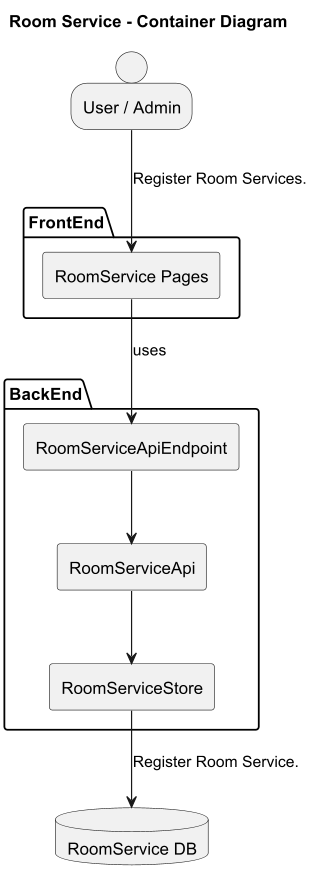 Room Service - Container Diagram
User / Admin
Register Room Services.
FrontEnd
RoomService Pages
uses
BackEnd
RoomServiceApiEndpoint
RoomServiceApi
RoomServiceStore
Register Room Service.
RoomService DB